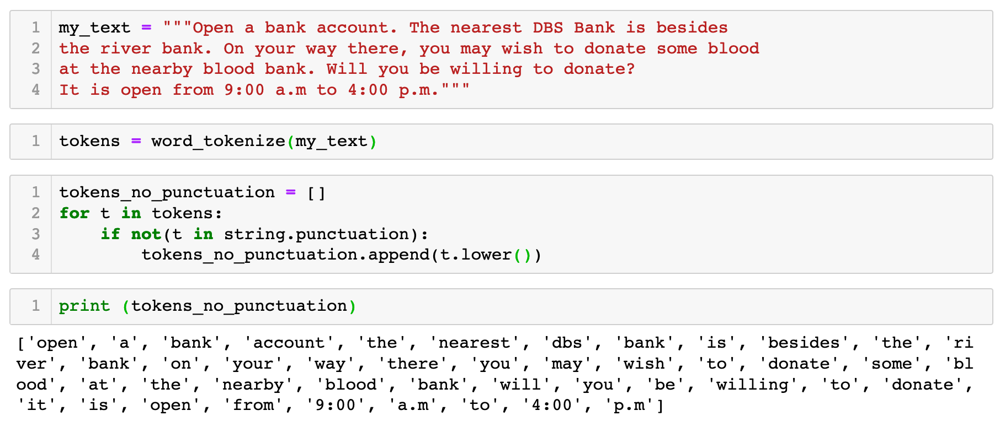 1 my_text = """Open a bank account. The nearest DBS Bank is besides
2 the river bank. On your way there, you may wish to donate some blood
3 at the nearby blood bank. Will you be willing to donate?
4 It is open from 9:00 a.m to 4:00 p.m."""
1 tokens = word_tokenize(my_text)
1 tokens_no_punctuation = []
2 for t in tokens:
3     if not(t in string.punctuation):
4         tokens_no_punctuation.append(t.lower())
1 print (tokens_no_punctuation)
['open', 'a', 'bank', 'account', 'the', 'nearest', 'dbs', 'bank', 'is', 'besides', 'the', 'ri
ver', 'bank', 'on', 'your', 'way', 'there', 'you', 'may', 'wish', 'to', 'donate', 'some', 'bl
ood', 'at', 'the', 'nearby', 'blood', 'bank', 'will', 'you', 'be', 'willing', 'to', 'donate',
'it', 'is', 'open', 'from', '9:00', 'a.m', 'to', '4:00', 'p.m']